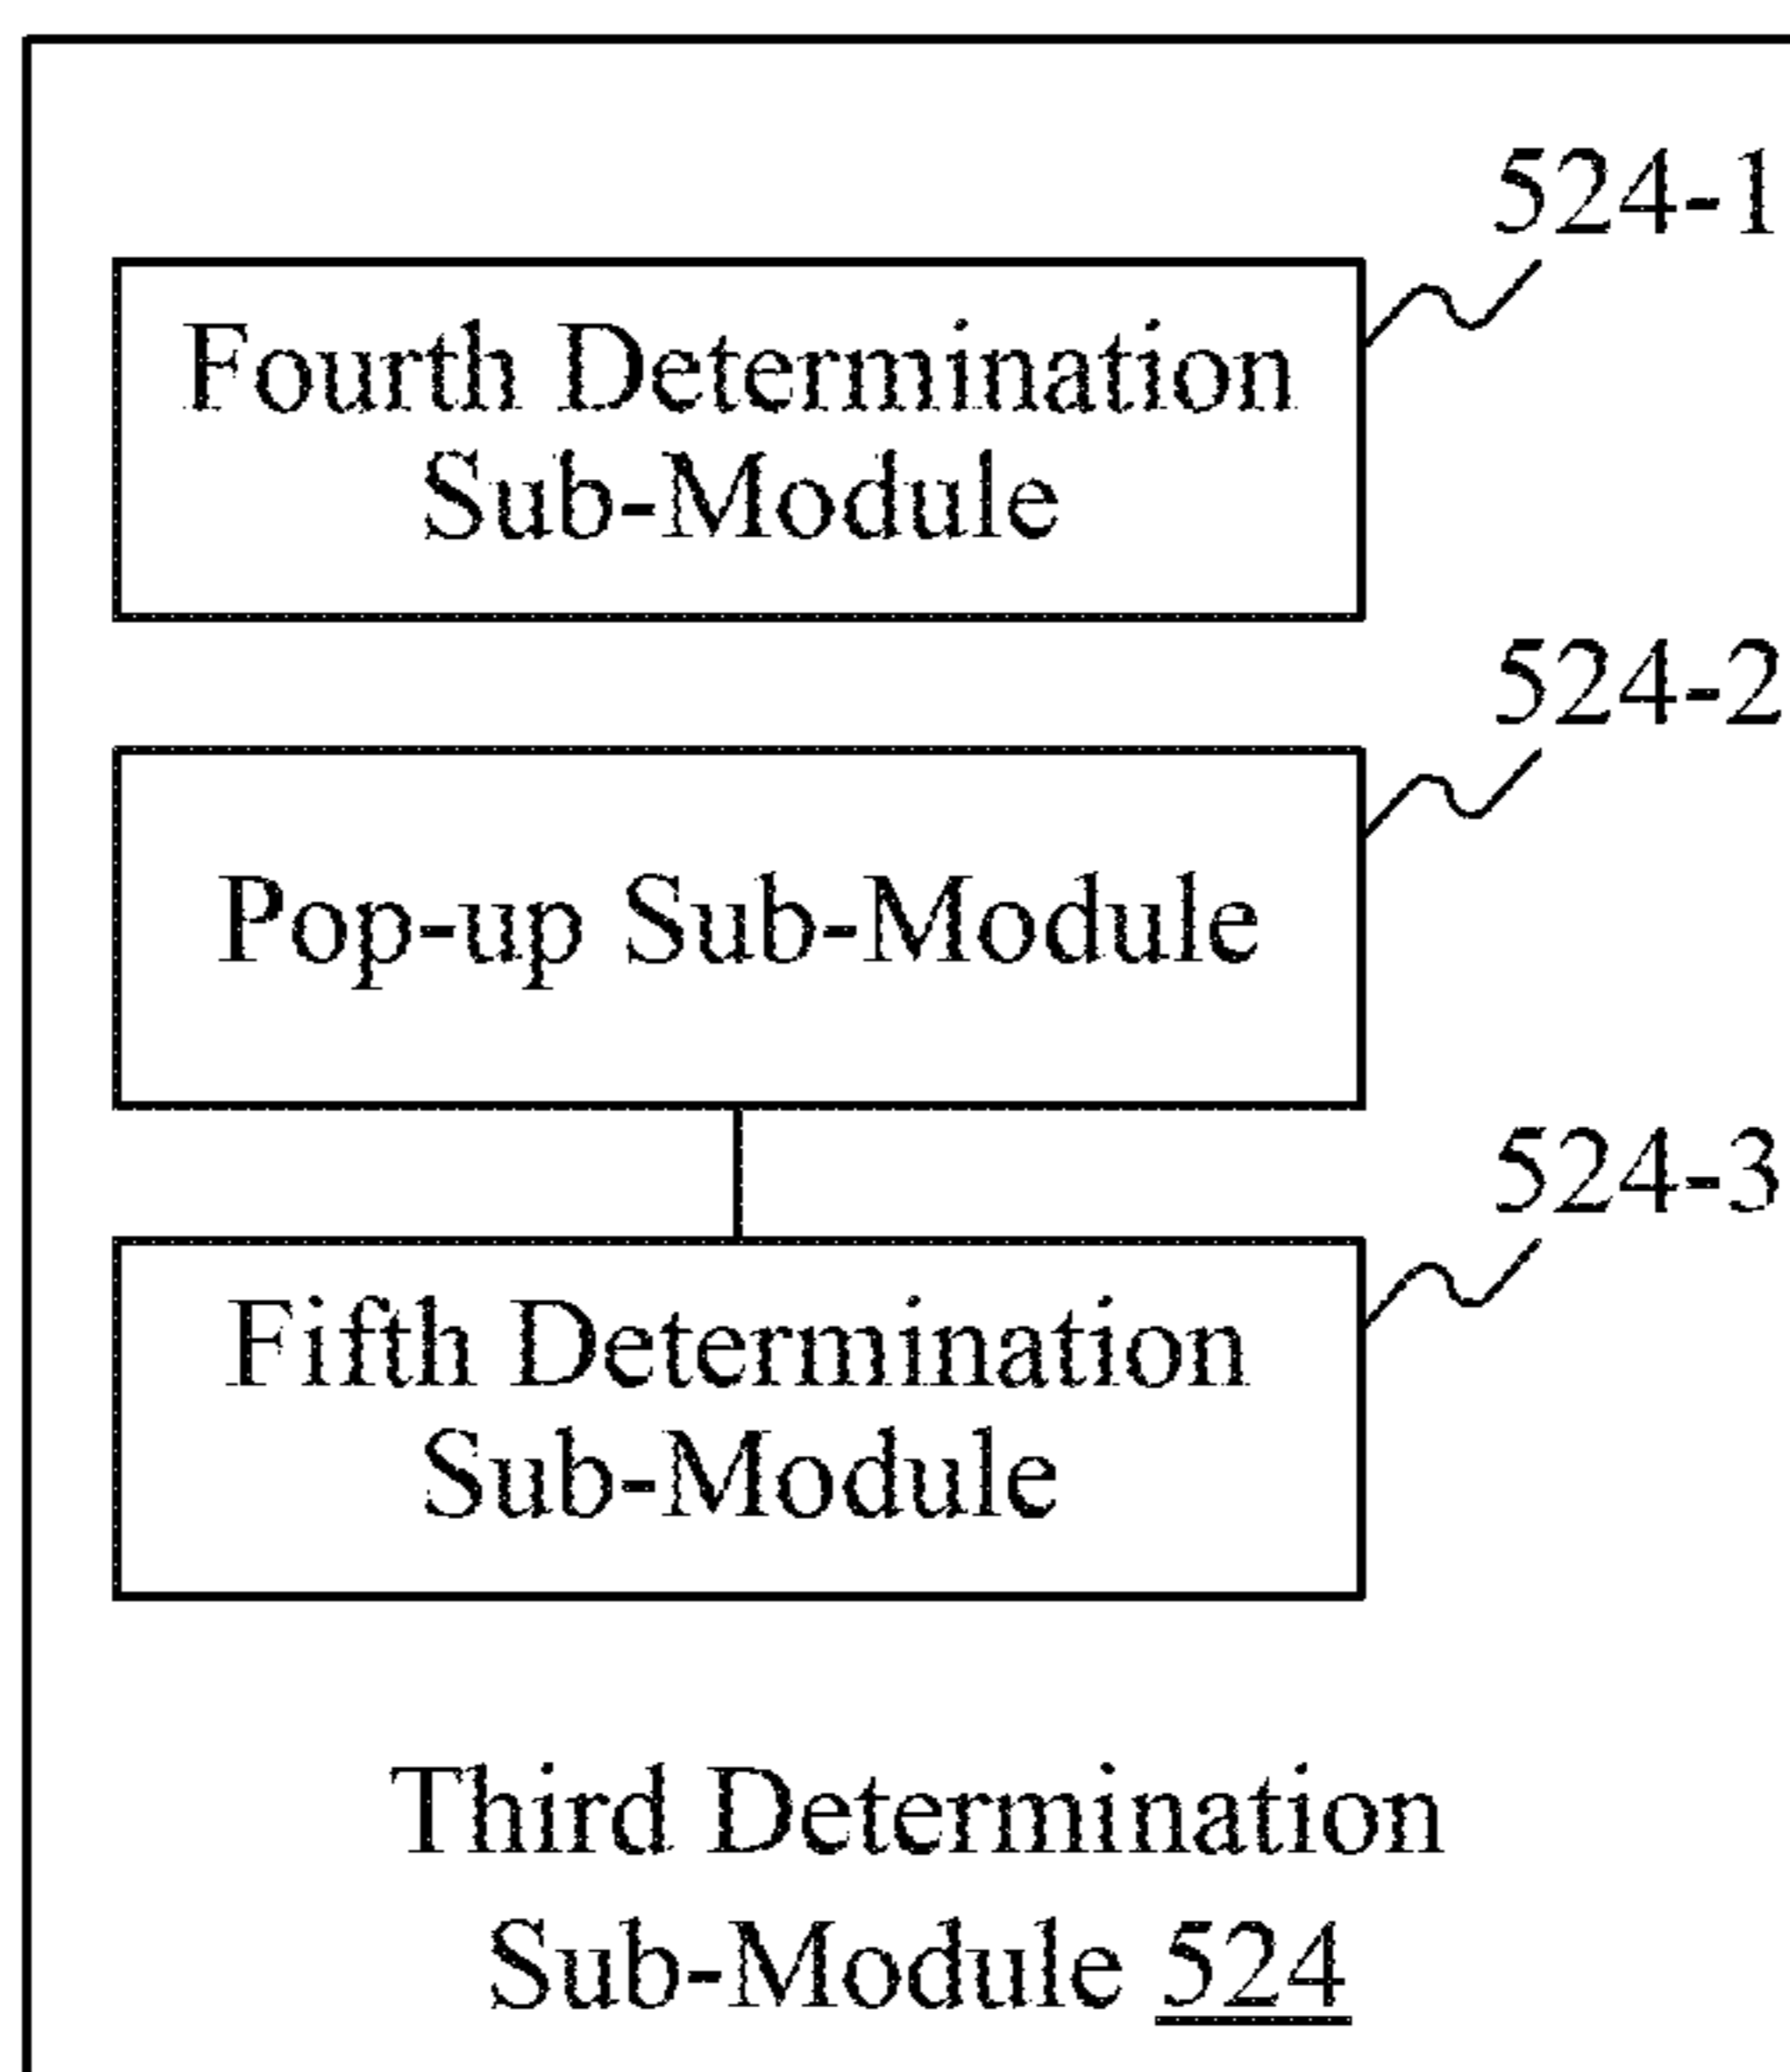 524-1
Fourth Determination
Sub-Module
524-2
Pop-up Sub-Module
524-3
Fifth Determination
Sub-Module
Third Determination
Sub-Module 524